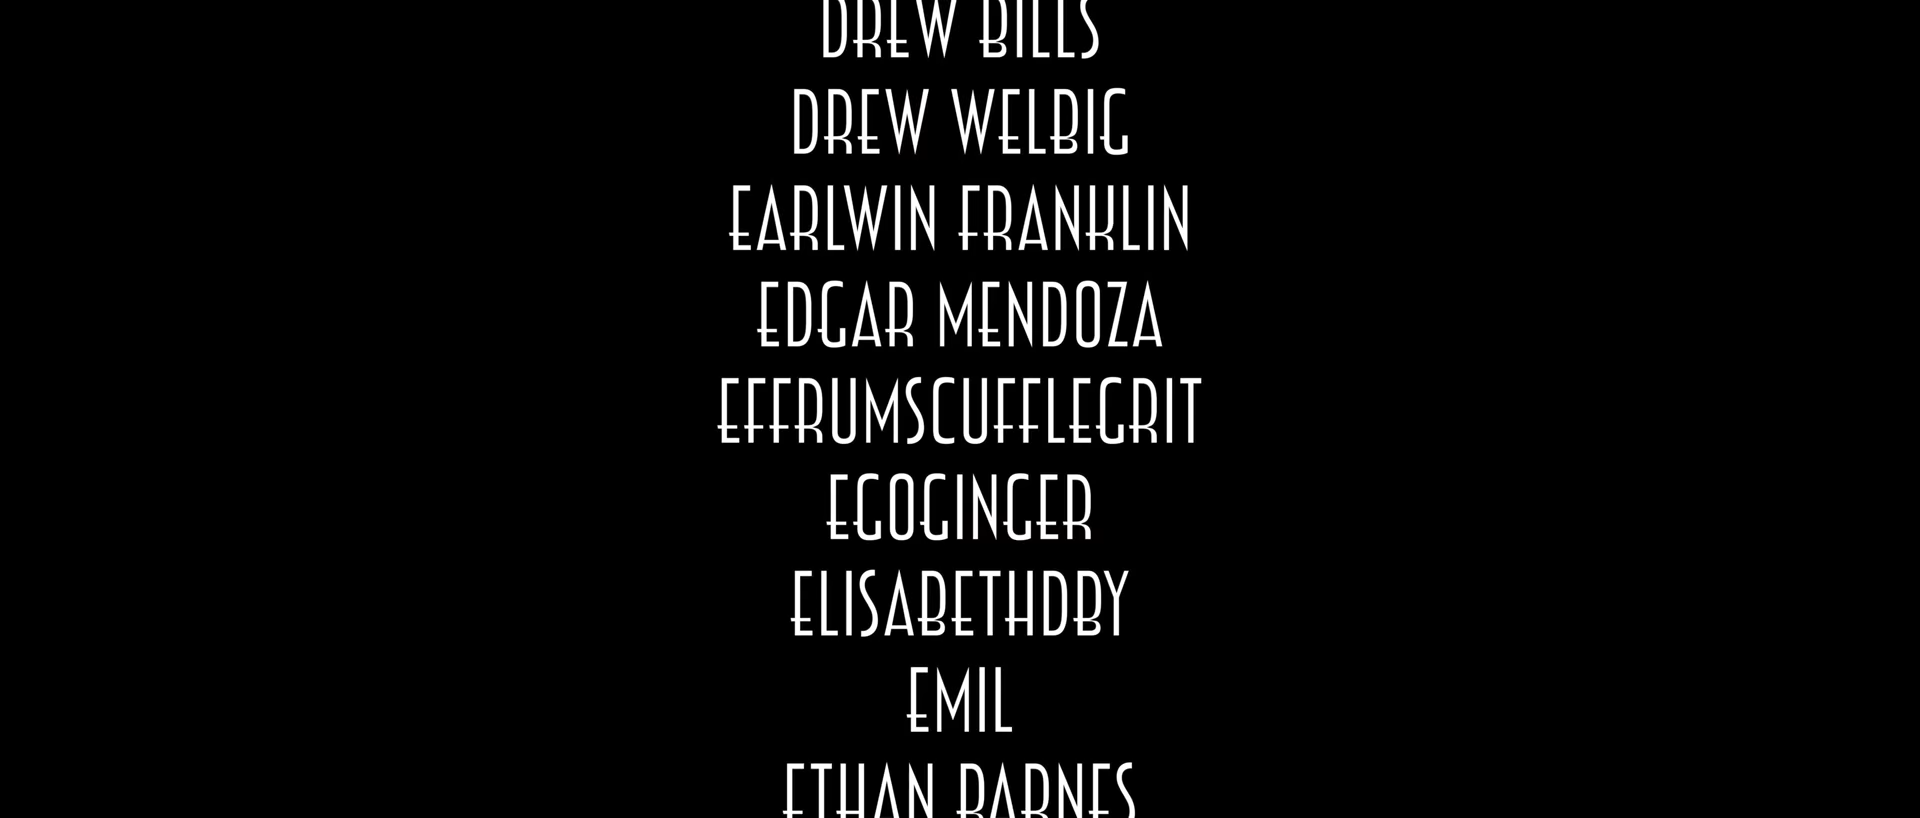 DREW BILLS
DREW WELBIG
EARLWIN FRANKLIN
EDGAR MENDOZA
EFFRUMSCUFFLEGRIT
EGOGINGER
ELISABETHDBY
EMIL
ETHAN BARNES